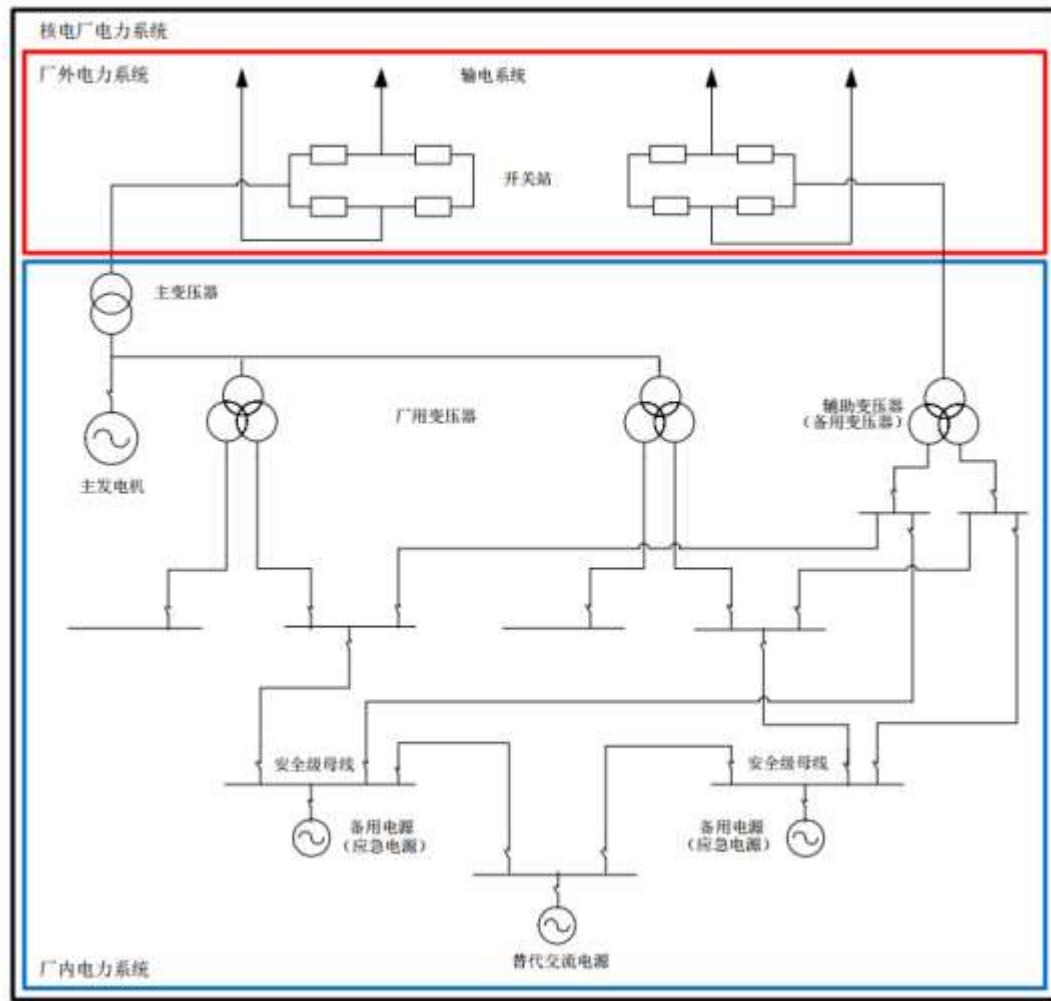 核电厂电力系统
厂外电力系统
输电系统
开关站
主变压器
厂用变压器
辅助变压器
（备用变压器）
主发电机
安全级母线
安全级母线
备用电源
（应急电源）
备用电源
（应急电源）
替代交流电源
厂内电力系统